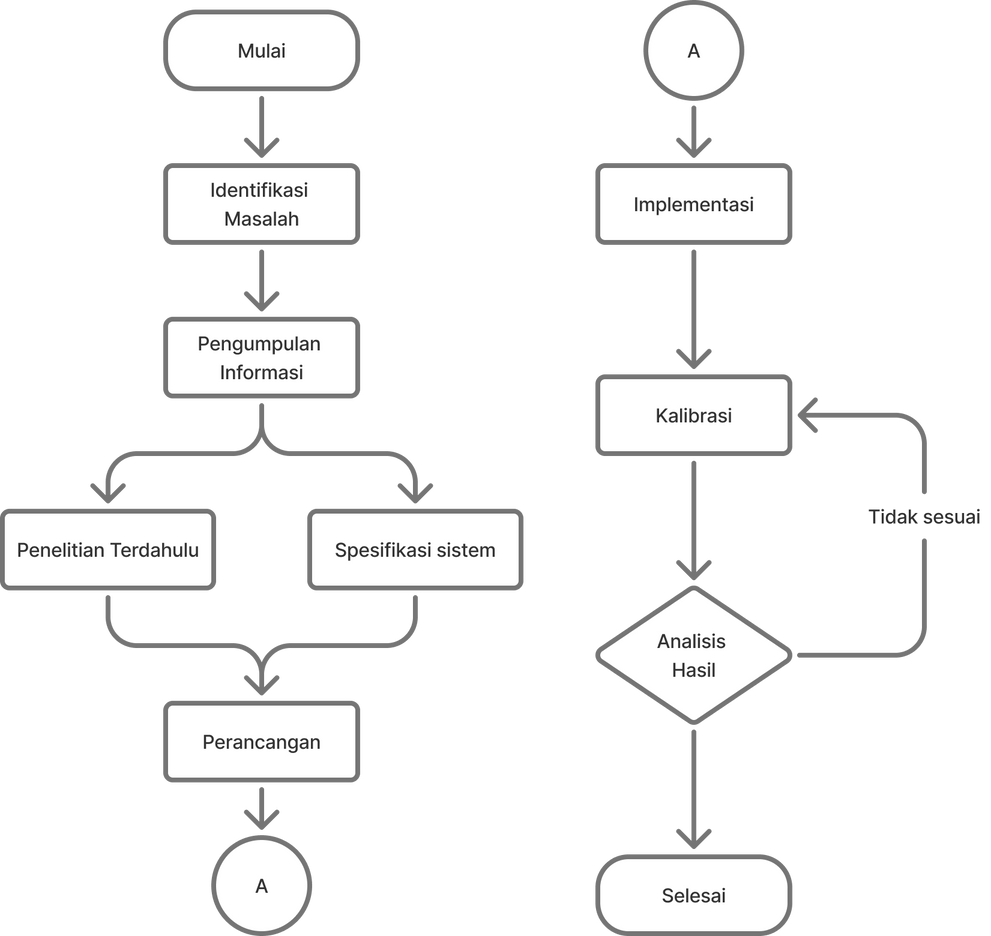 Mulai
Identifikasi
Masalah
Pengumpulan
Informasi
Penelitian Terdahulu
Spesifikasi sistem
Perancangan
A
A
Implementasi
Kalibrasi
Tidak sesuai
Analisis
Hasil
Selesai